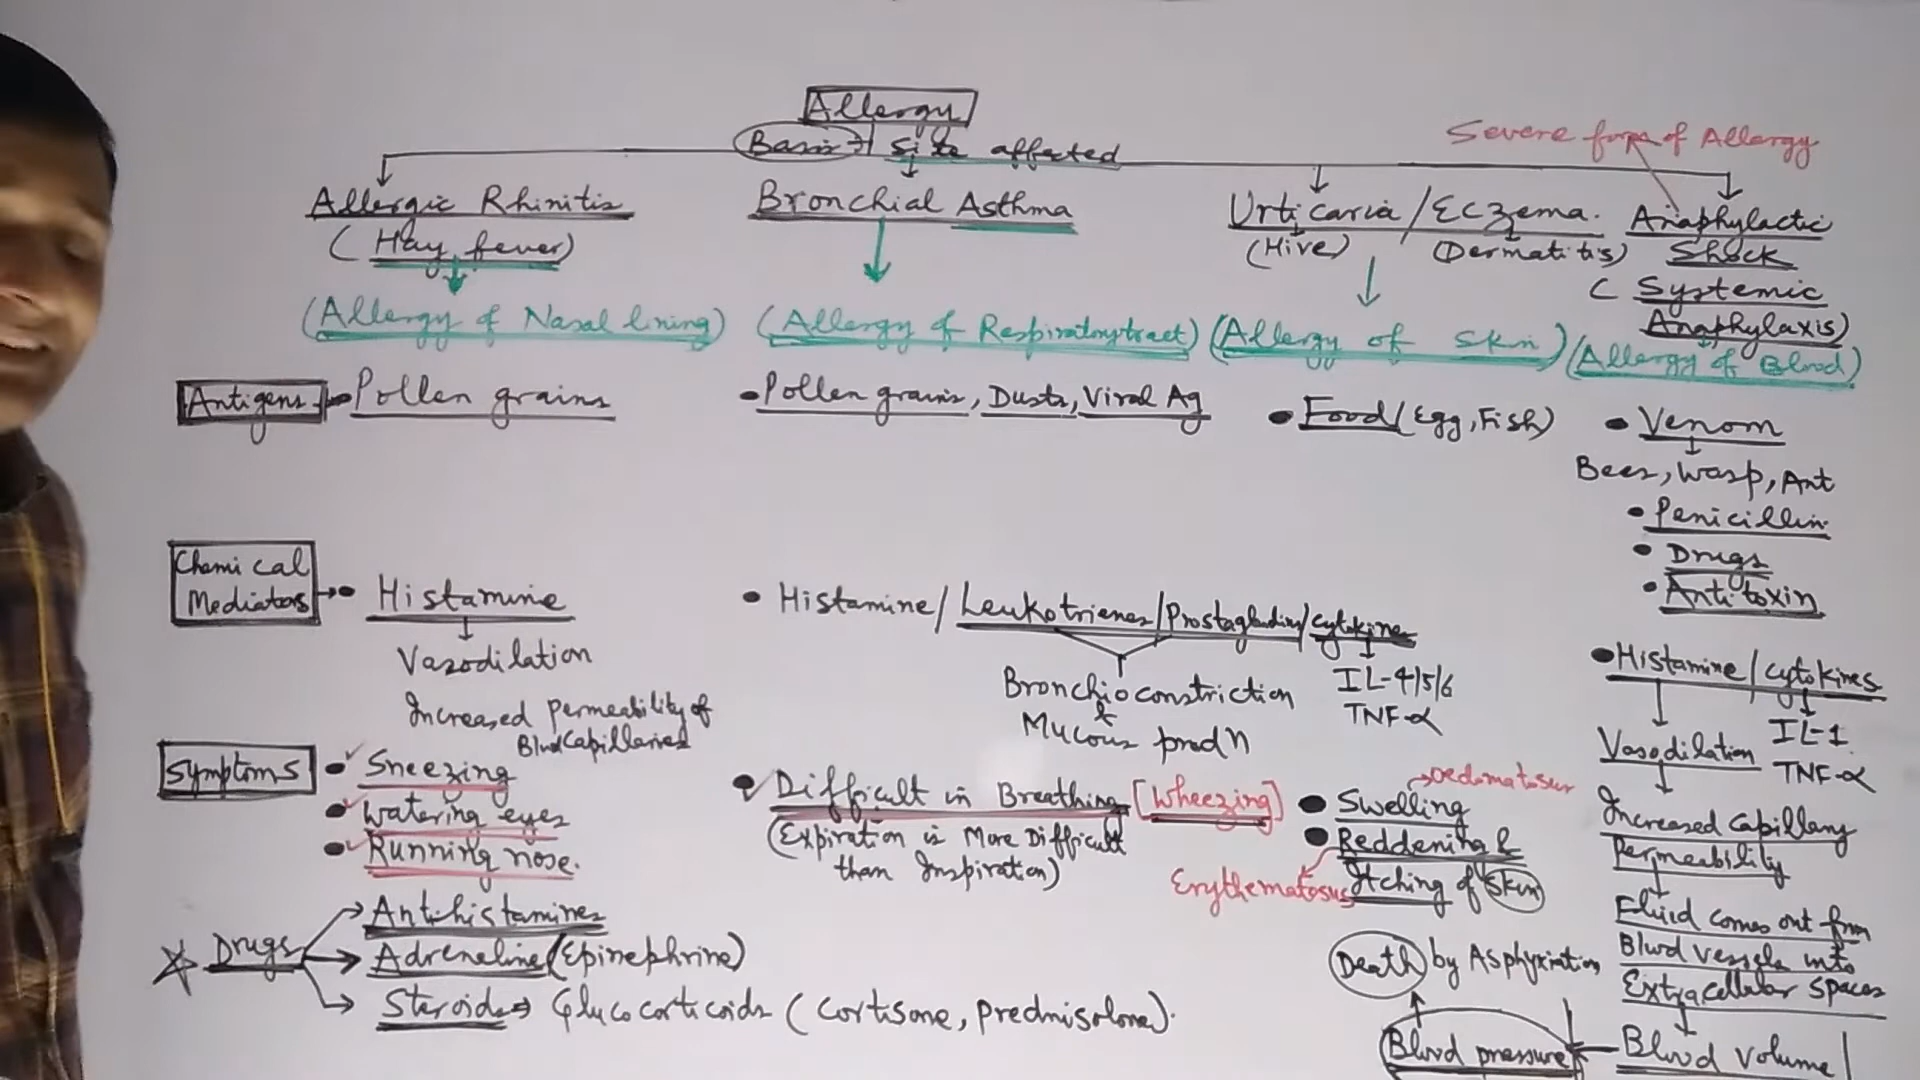 Allergy
Basis → Site affected
Severe form of Allergy
Allergic Rhinitis
(Hay fever)
(Allergy of Nasal lining)
Bronchial Asthma
(Allergy of Respiratory tract)
Urticaria / Eczema.
(Hive) (Dermatitis)
(Allergy of Skin)
Anaphylactic
Shock
(Systemic
Anaphylaxis)
(Allergy of Blood)
Antigens → • Pollen grains
• Pollen grains, Dusts, Viral Ag
• Food (Egg, Fish)
• Venom
Bees, Wasp, Ant
• Penicillin
• Drugs
• Antitoxin
Chemical
Mediators → • Histamine
Vasodilation
Increased Permeability of
Blood Capillaries
• Histamine / Leukotrienes / Prostaglandins / Cytokines
Bronchioconstriction
&
Mucous prodn
IL-4/5/6
TNF-α
• Histamine / Cytokines
IL-1
TNF-α
Vasodilation
Increased Capillary
Permeability
Fluid comes out from
Blood vessels into
Extracellular spaces
Blood volume
Blood pressure
Death by Asphyxiation
Symptoms • Sneezing
• Watering eyes
• Running nose.
• Difficult in Breathing [Wheezing]
(Expiration is More Difficult
than Inspiration)
• Swelling → oedomatosus
• Reddening &
Itching of Skin
Erythematosus
Drugs → Antihistamines
→ Adrenaline (Epinephrine)
→ Steroids → Glucocorticoids (Cortisone, Prednisolone).